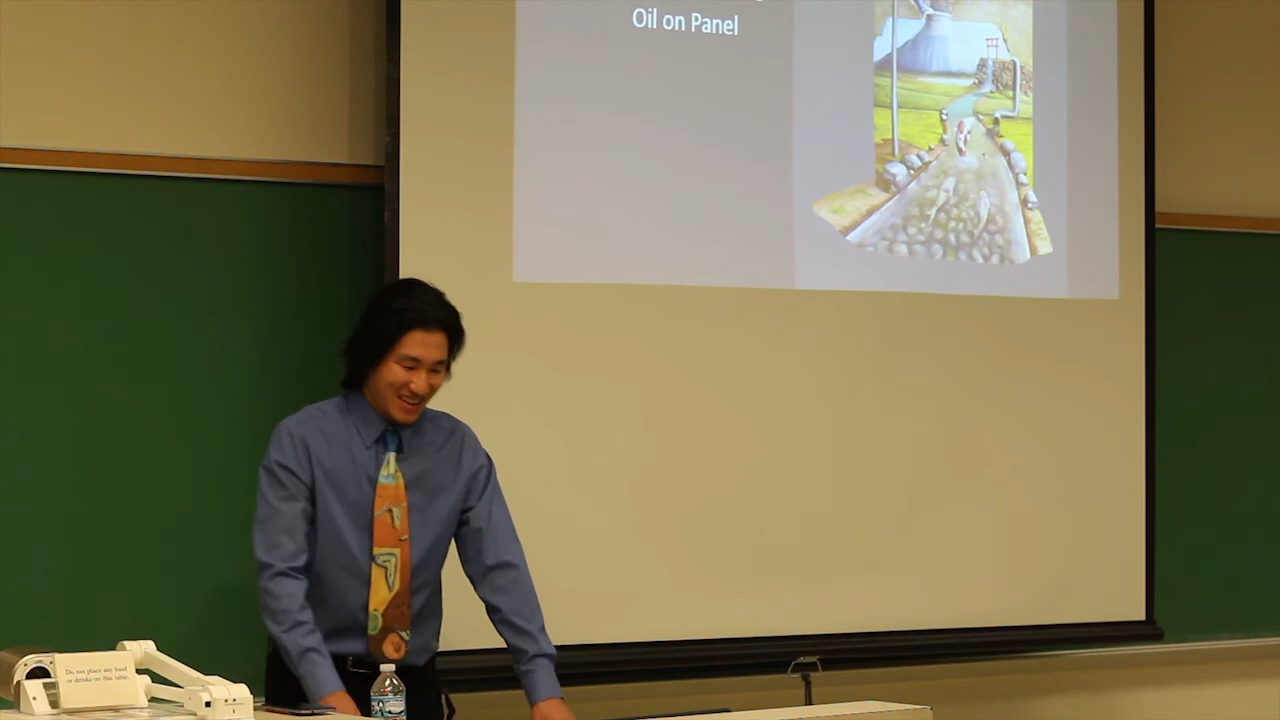 Oil on Panel
Do not place any food
or drinks on this table.